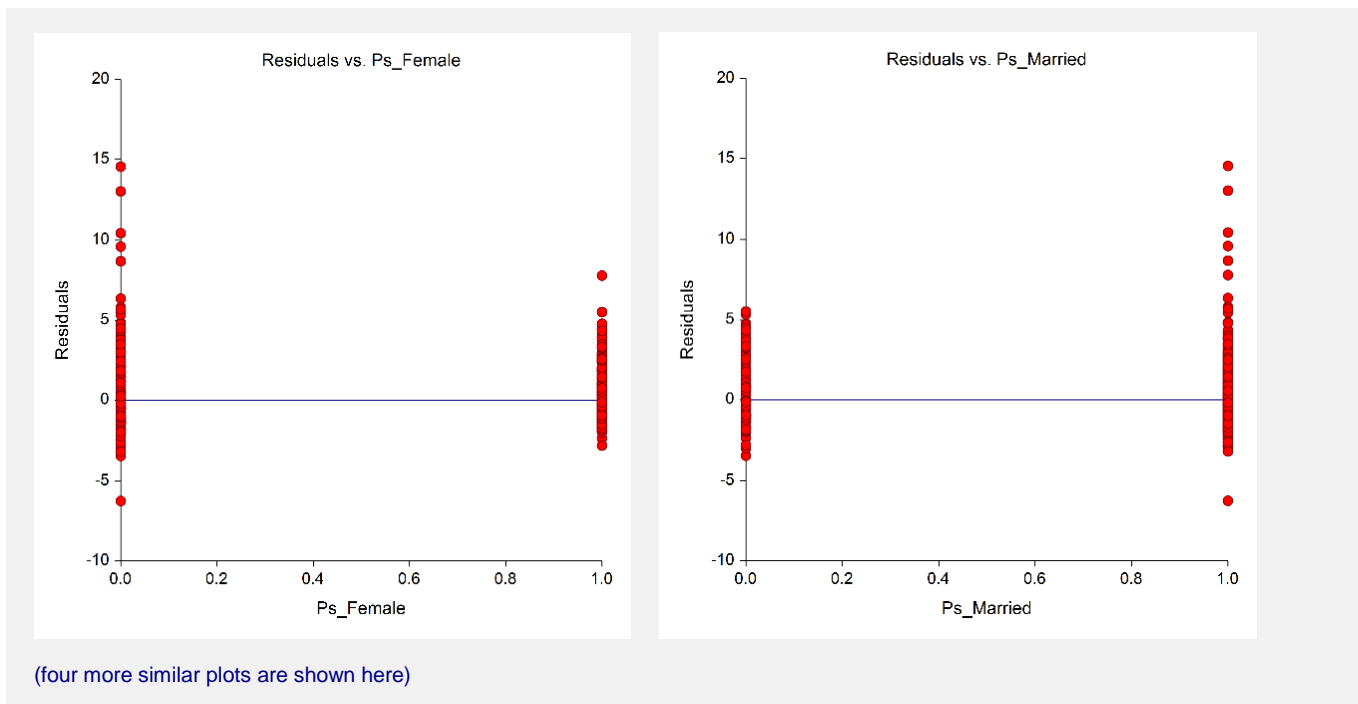 Residuals vs. Ps_Female
20
15
10
5
0
-5
-10
Residuals
0.0 0.2 0.4 0.6 0.8 1.0
Ps_Female
Residuals vs. Ps_Married
20
15
10
5
0
-5
-10
Residuals
0.0 0.2 0.4 0.6 0.8 1.0
Ps_Married
(four more similar plots are shown here)